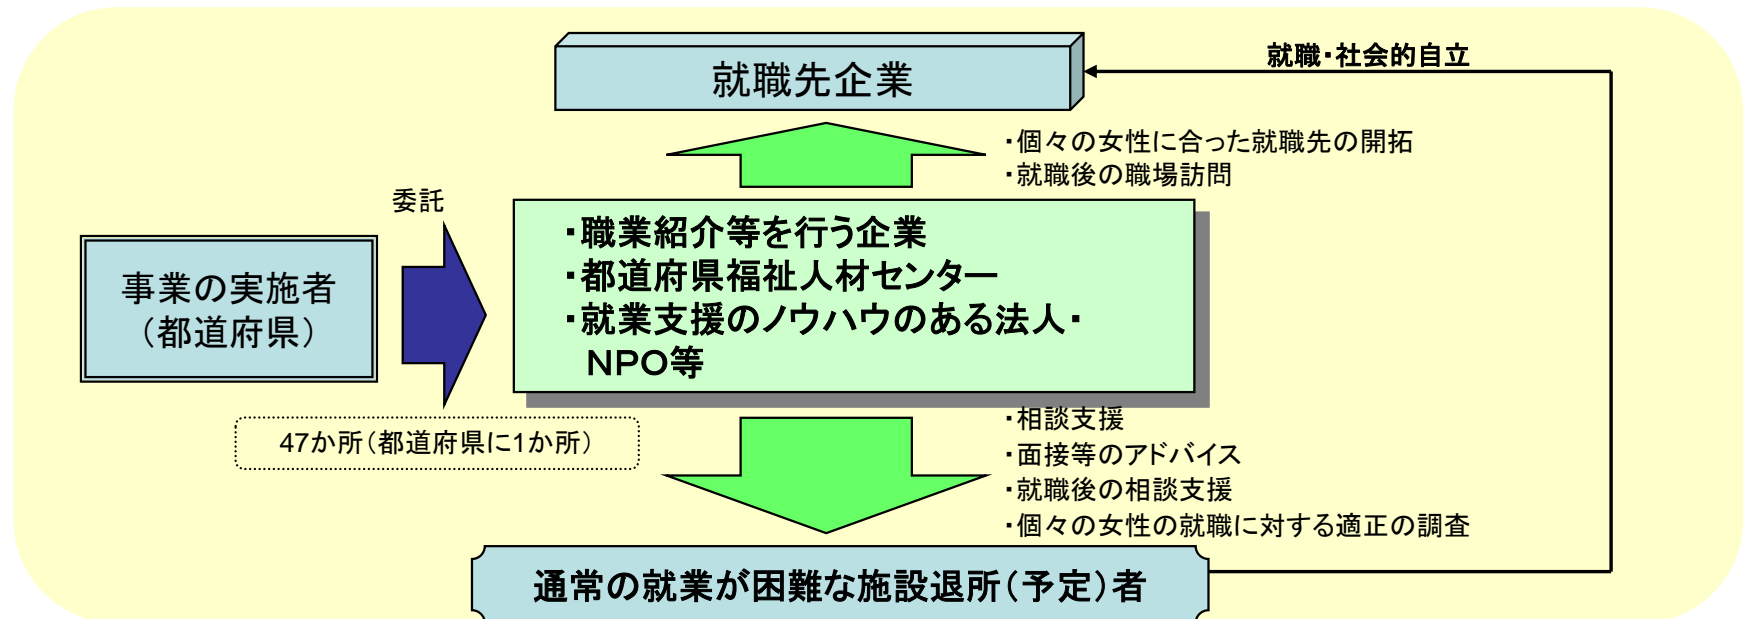 就職先企業
就職・社会的自立
・個々の女性に合った就職先の開拓
・就職後の職場訪問
委託
事業の実施者
（都道府県）
・職業紹介等を行う企業
・都道府県福祉人材センター
・就業支援のノウハウのある法人・
NPO等
47か所（都道府県に1か所）
・相談支援
・面接等のアドバイス
・就職後の相談支援
・個々の女性の就職に対する適正の調査
通常の就業が困難な施設退所（予定）者